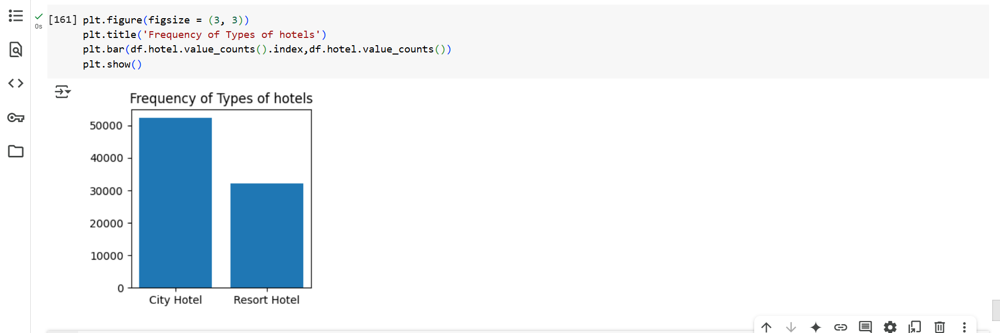 [161] plt.figure(figsize = (3, 3))
plt.title('Frequency of Types of hotels')
plt.bar(df.hotel.value_counts().index,df.hotel.value_counts())
plt.show()
0s
Frequency of Types of hotels
50000
40000
30000
20000
10000
0
City Hotel Resort Hotel